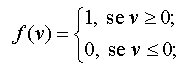 f(v) = { 1, se v ≥ 0;
0, se v ≤ 0;